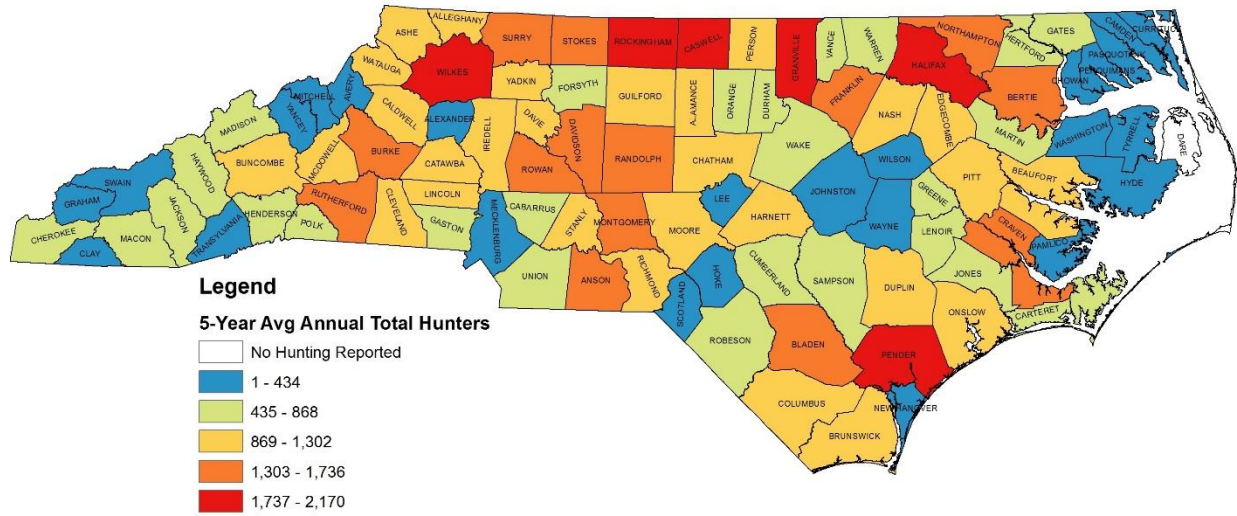 ALLEGHANY
ASHE
SURRY
STOKES
ROCKINGHAM
CASWELL
PERSON
GRANVILLE
VANCE
WARREN
NORTHAMPTON
HERTFORD
GATES
CAMDEN
CURRITUCK
PASQUOTANK
PERQUIMANS
CHOWAN
HALIFAX
BERTIE
WATAUGA
WILKES
YADKIN
FORSYTH
GUILFORD
ALAMANCE
ORANGE
DURHAM
FRANKLIN
NASH
EDGECOMBE
MARTIN
WASHINGTON
TYRRELL
DARE
HYDE
AVERY
MITCHELL
YANCEY
MADISON
CALDWELL
ALEXANDER
IREDELL
DAVIE
DAVIDSON
RANDOLPH
CHATHAM
WAKE
WILSON
JOHNSTON
PITT
BEAUFORT
HAYWOOD
BUNCOMBE
MCDOWELL
BURKE
CATAWBA
ROWAN
SWAIN
GRAHAM
JACKSON
RUTHERFORD
CLEVELAND
LINCOLN
GASTON
MECKLENBURG
CABARRUS
STANLY
MONTGOMERY
MOORE
LEE
HARNETT
WAYNE
GREENE
LENOIR
CRAVEN
PAMLICO
CHEROKEE
CLAY
MACON
TRANSYLVANIA
HENDERSON
POLK
UNION
ANSON
RICHMOND
SCOTLAND
HOKE
CUMBERLAND
SAMPSON
DUPLIN
JONES
CARTERET
ONSLOW
ROBESON
BLADEN
PENDER
COLUMBUS
NEW HANOVER
BRUNSWICK
Legend
5-Year Avg Annual Total Hunters
No Hunting Reported
1 - 434
435 - 868
869 - 1,302
1,303 - 1,736
1,737 - 2,170